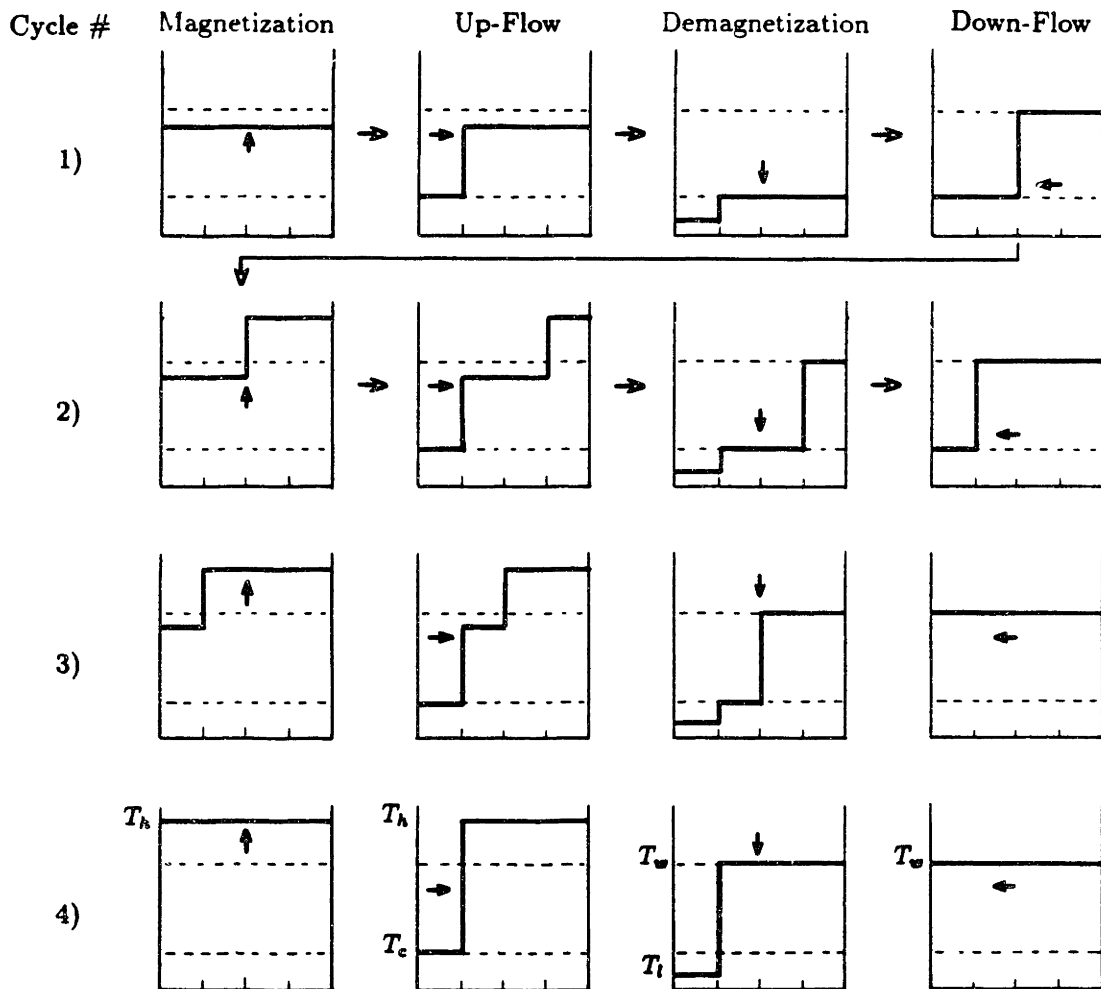 Cycle # Magnetization Up-Flow Demagnetization Down-Flow
1)
2)
3)
T_h T_h
T_w T_w
4)
T_c
T_l